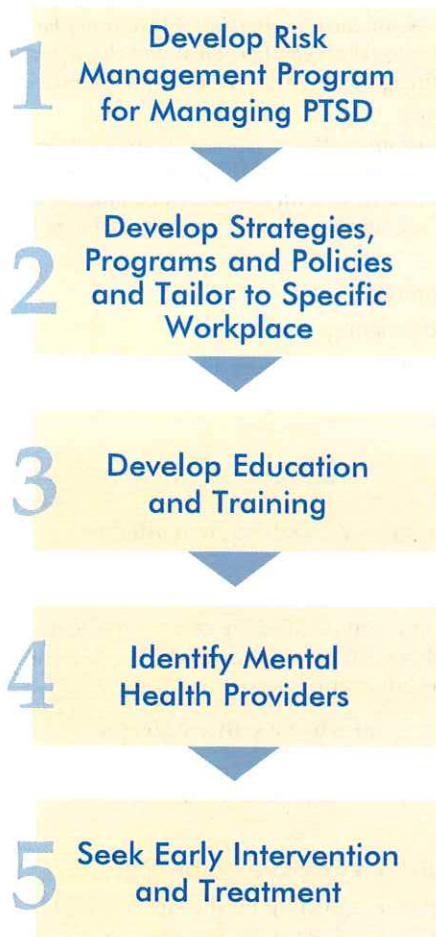 1
Develop Risk
Management Program
for Managing PTSD
2
Develop Strategies,
Programs and Policies
and Tailor to Specific
Workplace
3
Develop Education
and Training
4
Identify Mental
Health Providers
5
Seek Early Intervention
and Treatment